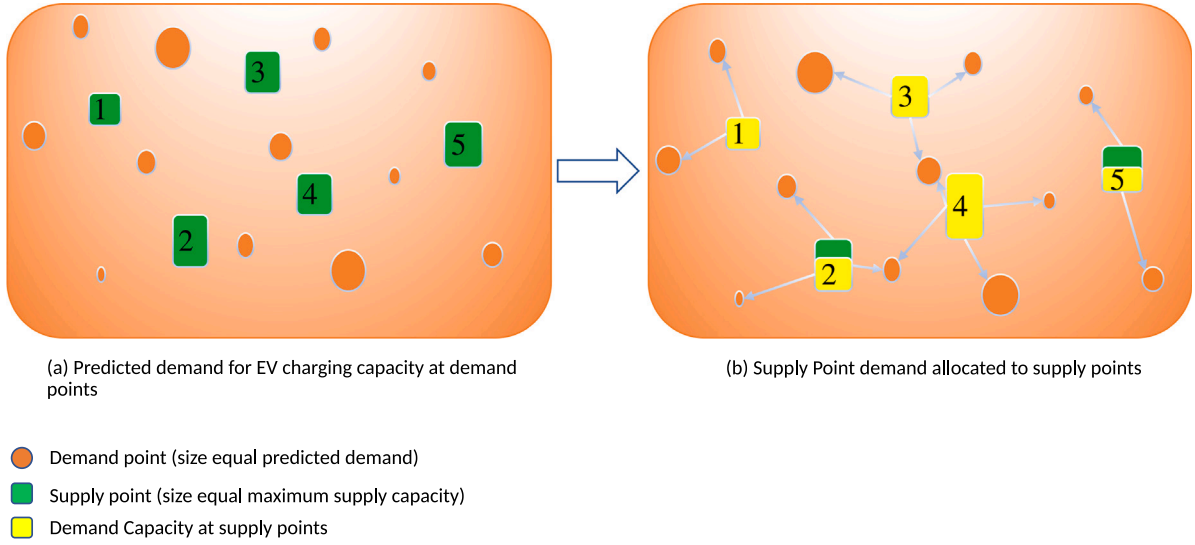 1
3
5
4
2
3
1
5
4
2
(a) Predicted demand for EV charging capacity at demand
points
(b) Supply Point demand allocated to supply points
Demand point (size equal predicted demand)
Supply point (size equal maximum supply capacity)
Demand Capacity at supply points